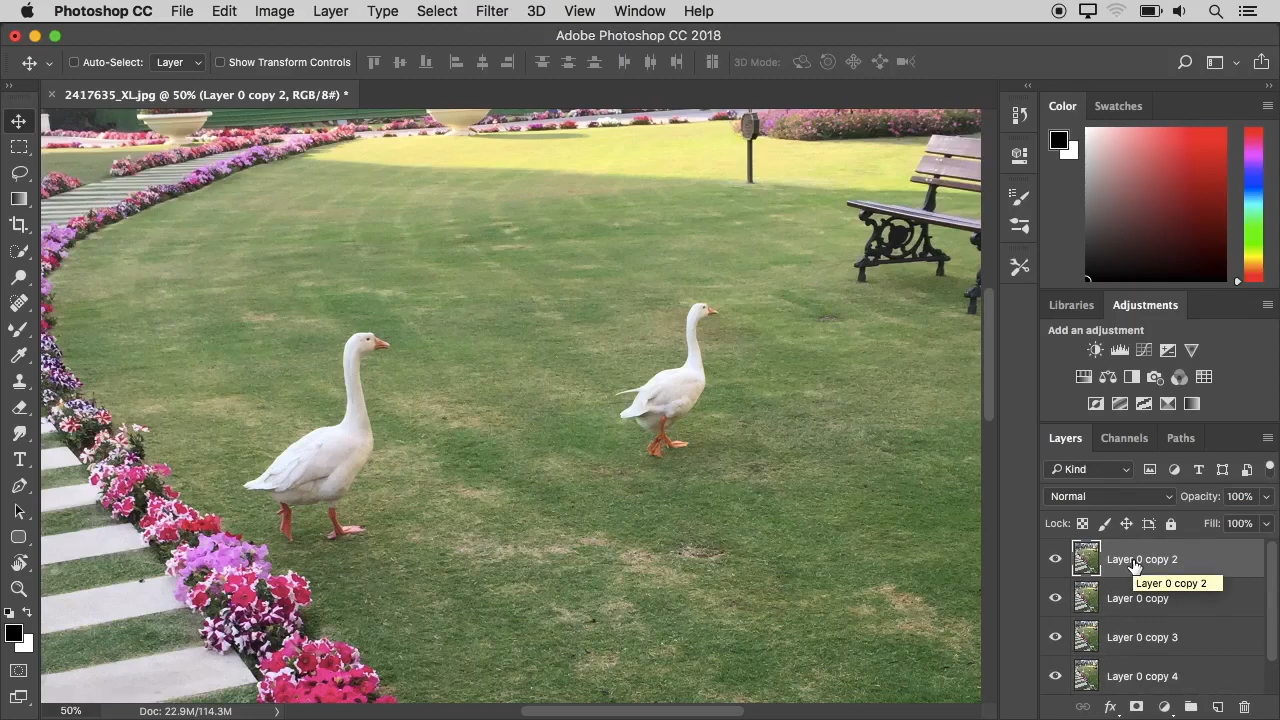 Photoshop CC File Edit Image Layer Type Select Filter 3D View Window Help
Adobe Photoshop CC 2018
Auto-Select: Layer Show Transform Controls 3D Mode:
2417635_XL.jpg @ 50% (Layer 0 copy 2, RGB/8#) *
Color Swatches
Libraries Adjustments
Add an adjustment
Layers Channels Paths
Kind
Normal Opacity: 100%
Lock: Fill: 100%
Layer 0 copy 2
Layer 0 copy 2
Layer 0 copy
Layer 0 copy 3
Layer 0 copy 4
T
fx
50% Doc: 22.9M/114.3M